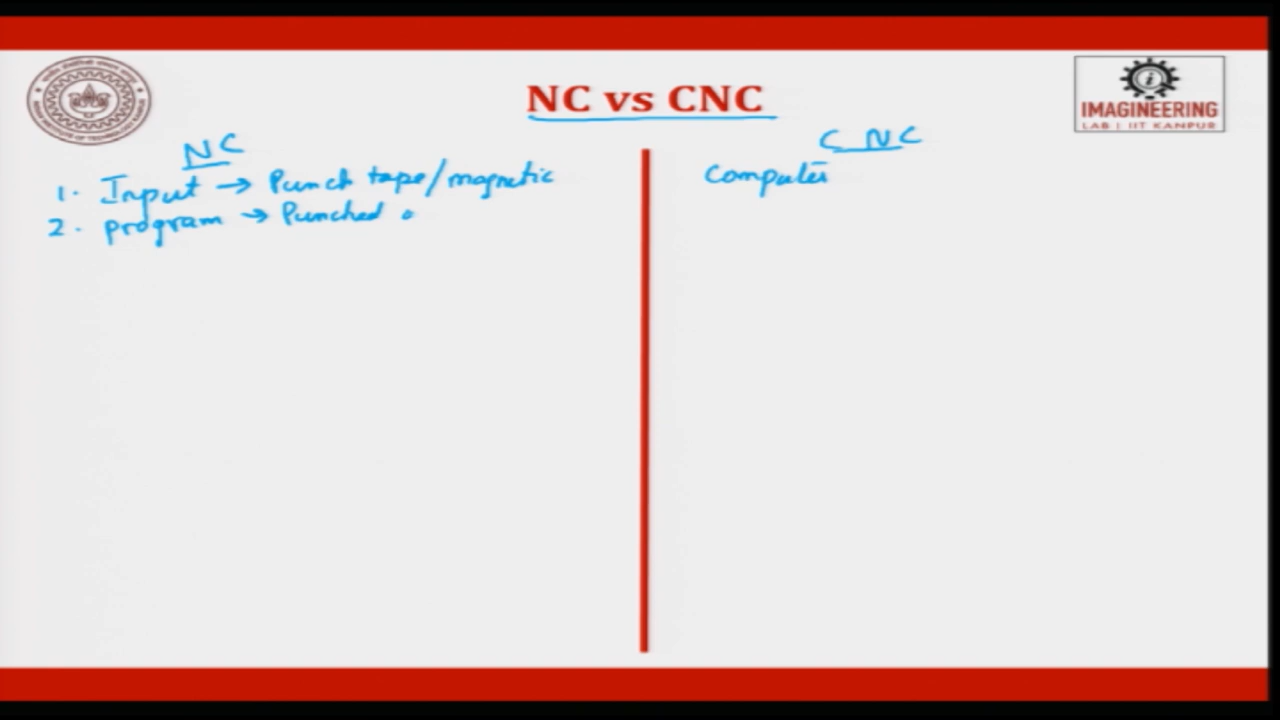 NC vs CNC
IMAGINEERING
LAB | IIT KANPUR
NC
1. Input → Punch tape/magnetic
2. program → Punched
CNC
Computer